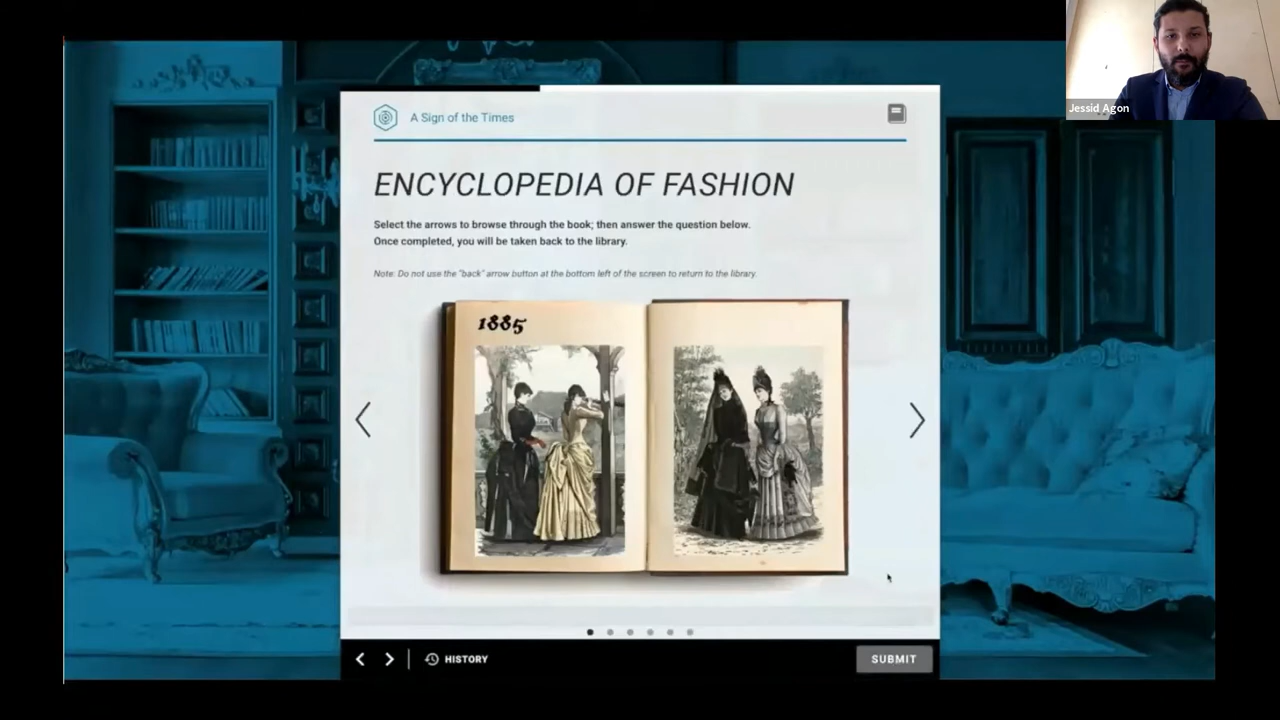 Jessid Agon
A Sign of the Times
ENCYCLOPEDIA OF FASHION
Select the arrows to browse through the book; then answer the question below.
Once completed, you will be taken back to the library.
Note: Do not use the "back" arrow button at the bottom left of the screen to return to the library.
1885
HISTORY
SUBMIT